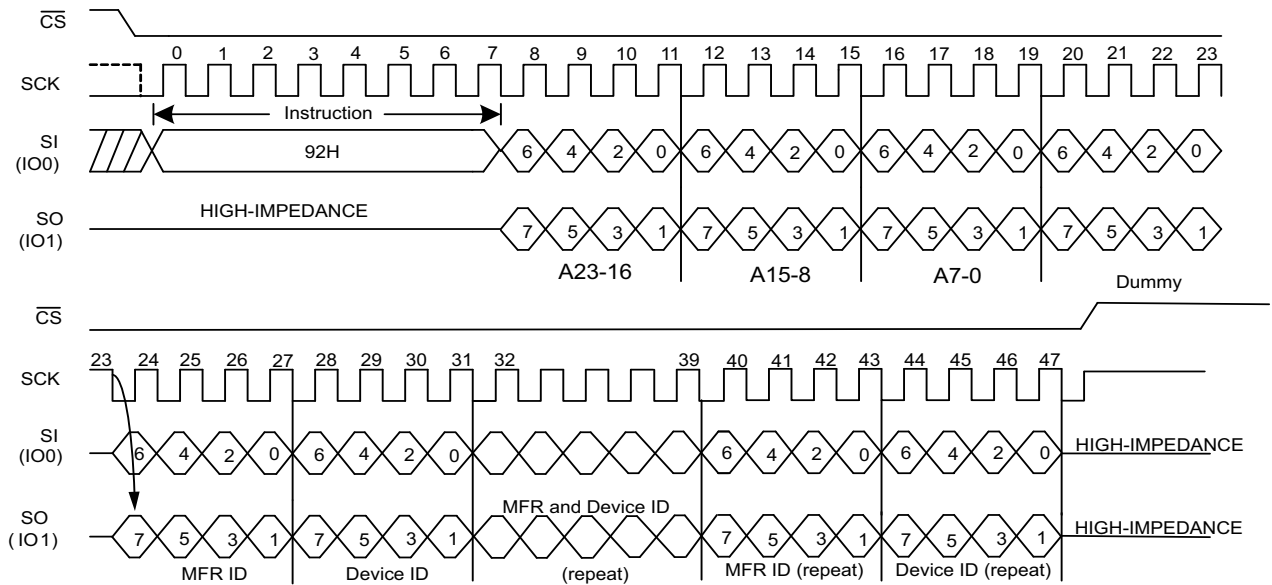 CS
0 1 2 3 4 5 6 7 8 9 10 11 12 13 14 15 16 17 18 19 20 21 22 23
SCK
Instruction
SI
(IO0)
92H
6 4 2 0 6 4 2 0 6 4 2 0 6 4 2 0
HIGH-IMPEDANCE
SO
(IO1)
7 5 3 1 7 5 3 1 7 5 3 1 7 5 3 1
A23-16 A15-8 A7-0 Dummy
CS
23 24 25 26 27 28 29 30 31 32 39 40 41 42 43 44 45 46 47
SCK
SI
(IO0)
6 4 2 0 6 4 2 0 6 4 2 0 6 4 2 0 HIGH-IMPEDANCE
MFR and Device ID
SO
(IO1)
7 5 3 1 7 5 3 1 7 5 3 1 7 5 3 1 HIGH-IMPEDANCE
MFR ID Device ID (repeat) MFR ID (repeat) Device ID (repeat)